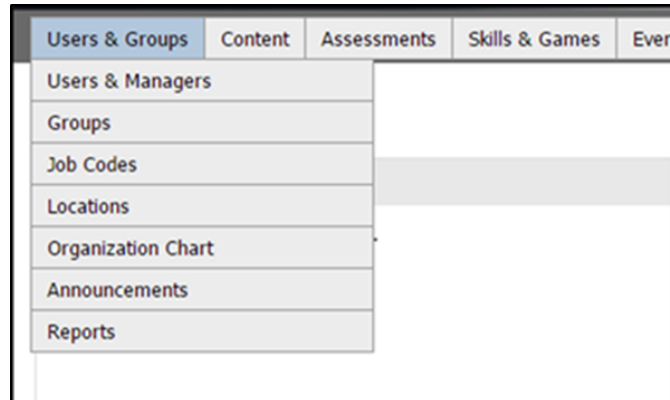 Users & Groups Content Assessments Skills & Games
Users & Managers
Groups
Job Codes
Locations
Organization Chart
Announcements
Reports